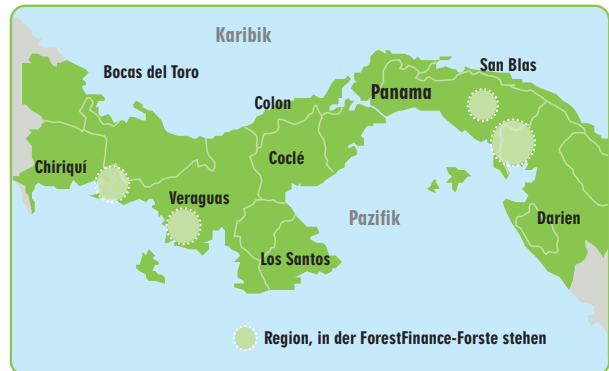 Karibik
San Blas
Bocas del Toro
Panama
Colon
Coclé
Chiriquí
Veraguas
Pazifik
Darien
Los Santos
Region, in der ForestFinance-Forste stehen